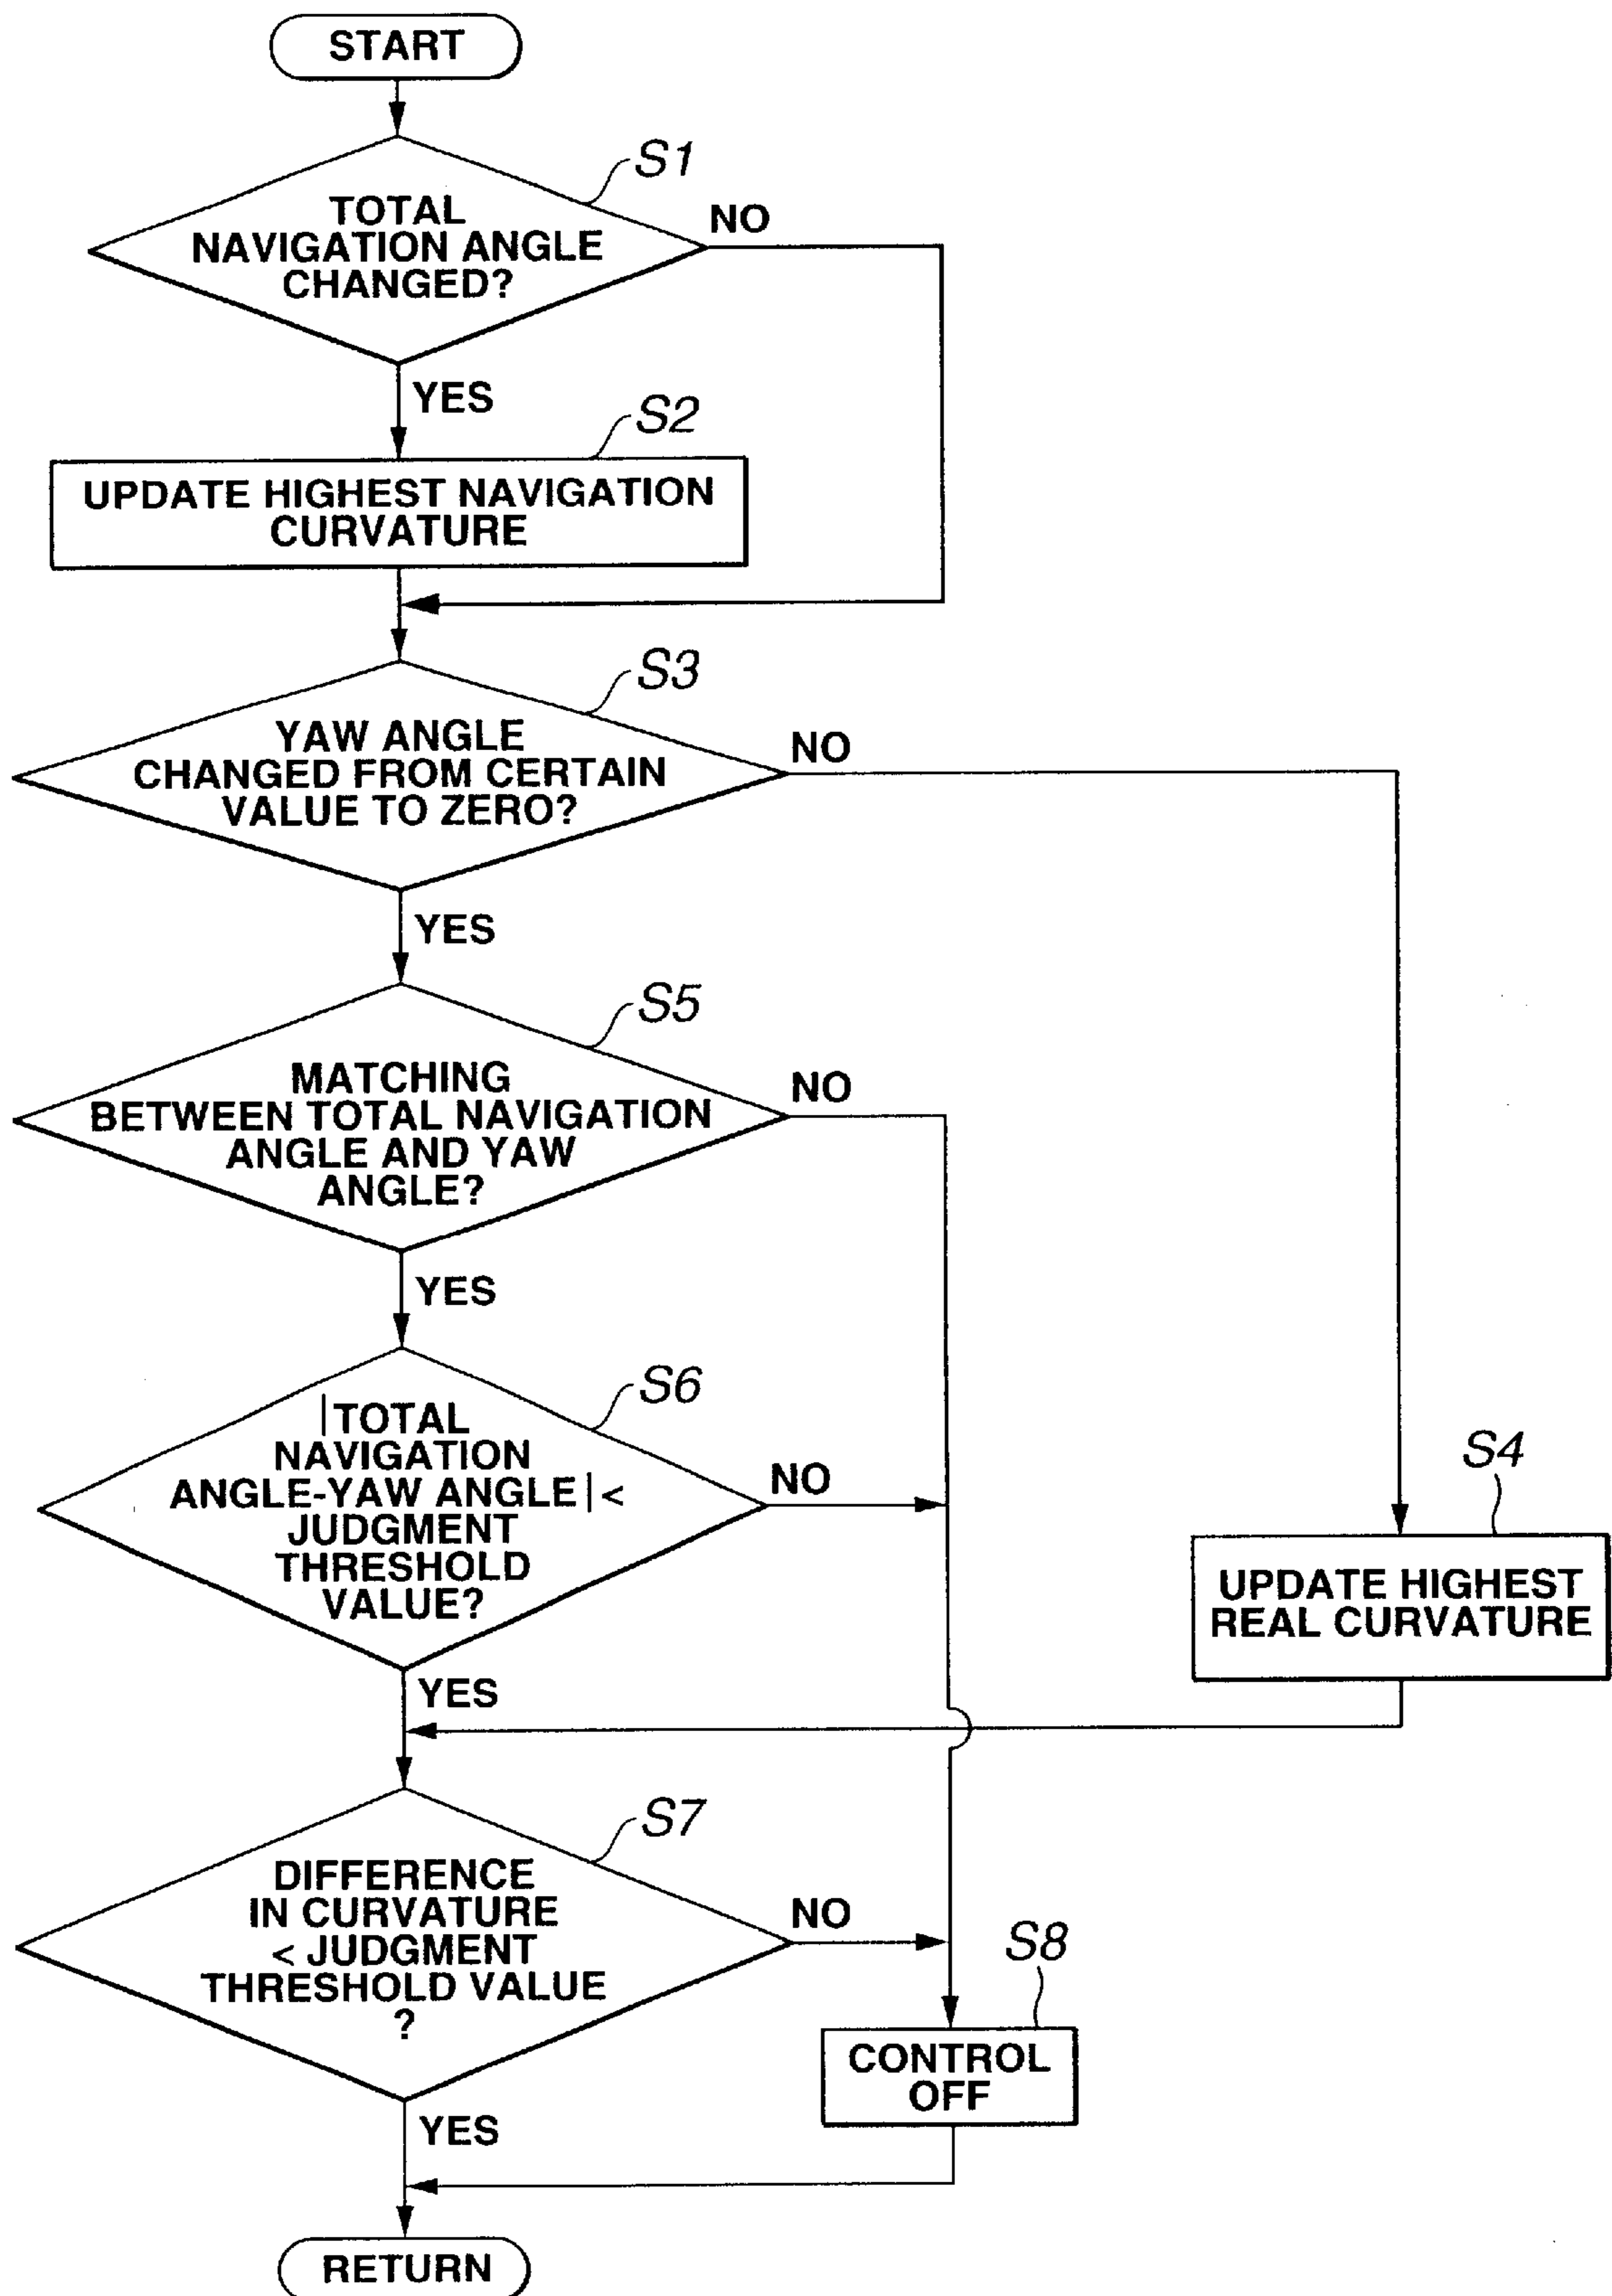 START
S1
TOTAL
NAVIGATION ANGLE
CHANGED?
NO
YES
S2
UPDATE HIGHEST NAVIGATION
CURVATURE
S3
YAW ANGLE
CHANGED FROM CERTAIN
VALUE TO ZERO?
NO
YES
S5
MATCHING
BETWEEN TOTAL NAVIGATION
ANGLE AND YAW
ANGLE?
NO
YES
S6
|TOTAL
NAVIGATION
ANGLE-YAW ANGLE|<
JUDGMENT
THRESHOLD
VALUE?
NO
YES
S4
UPDATE HIGHEST
REAL CURVATURE
S7
DIFFERENCE
IN CURVATURE
< JUDGMENT
THRESHOLD VALUE
?
NO
YES
S8
CONTROL
OFF
RETURN